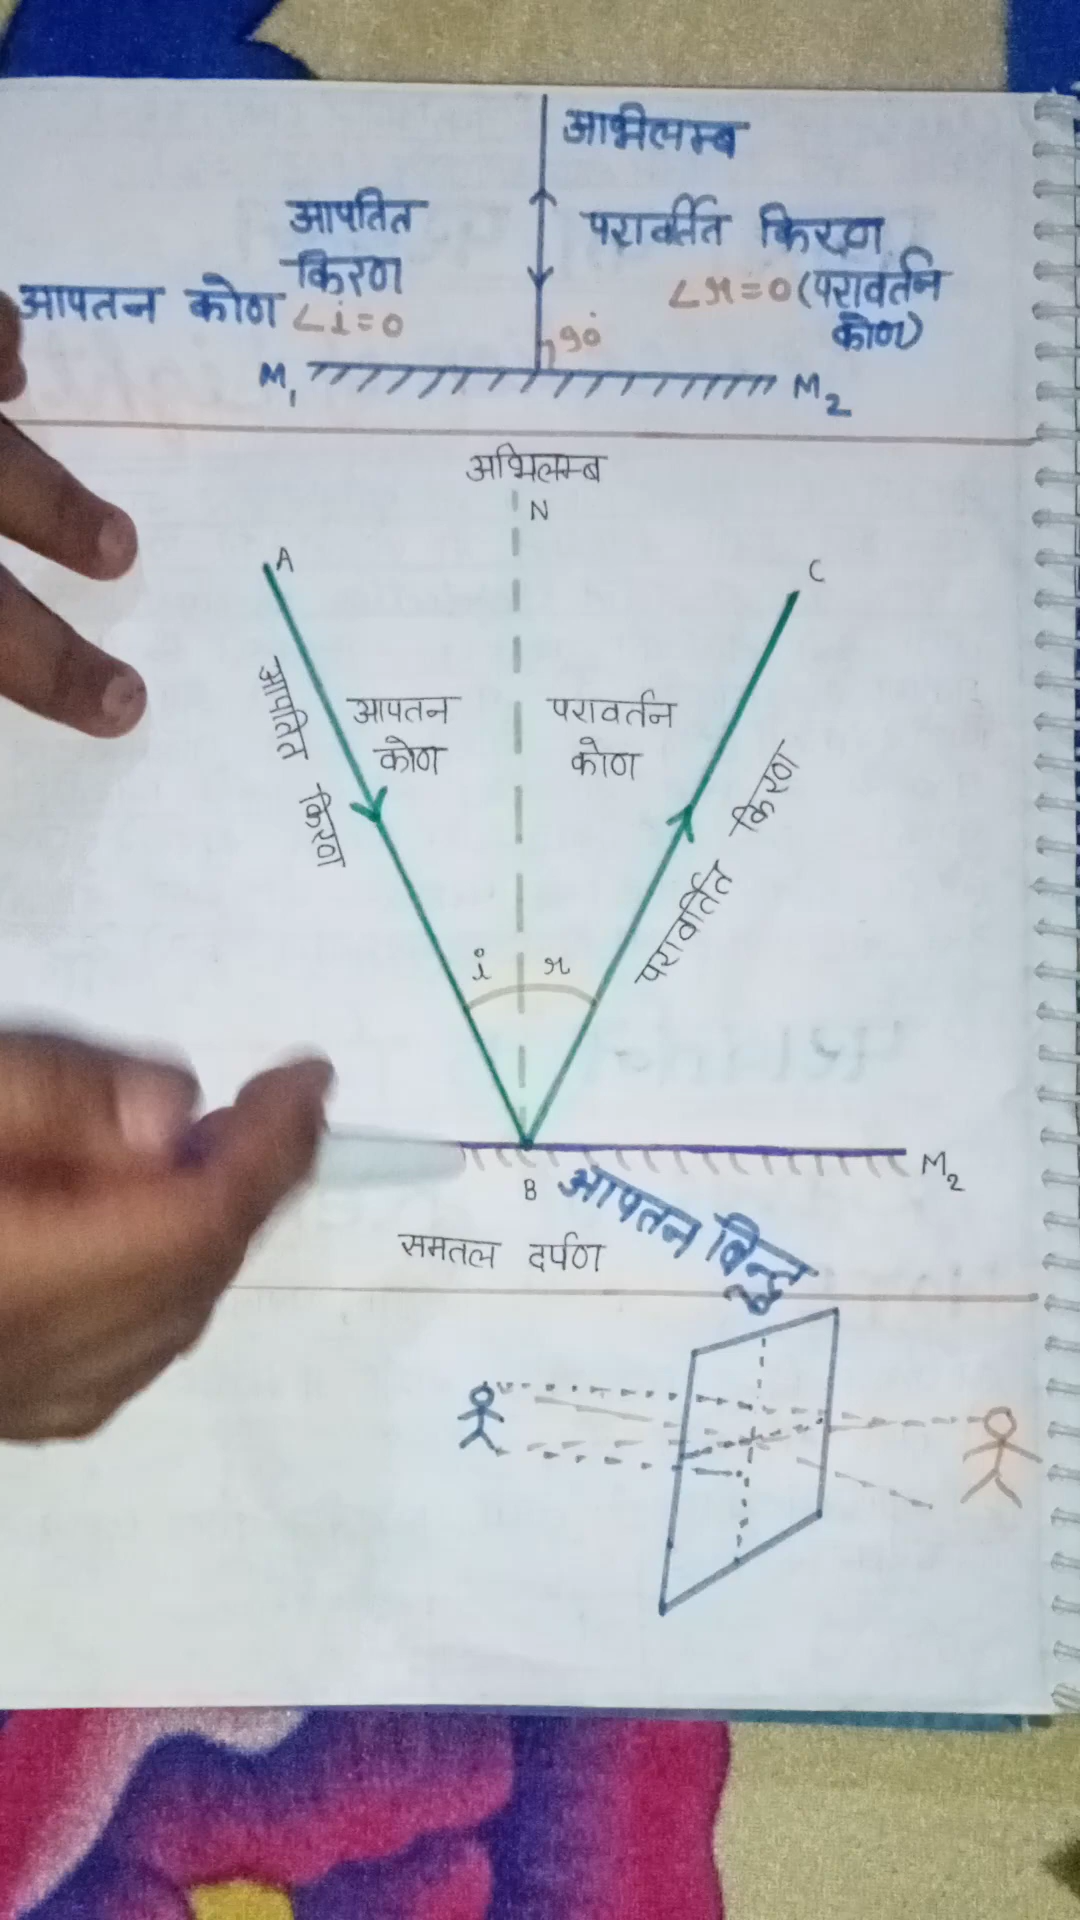 अभिलम्ब
आपतित
किरण
परावर्तित किरण
आपतन कोण ∠i=0
∠r=0 (परावर्तन
कोण)
90°
M₁
M₂
अभिलम्ब
N
A
C
आपतित किरण
आपतन
कोण
परावर्तन
कोण
परावर्तित किरण
i
r
M₂
B
आपतन बिन्दु
समतल दर्पण